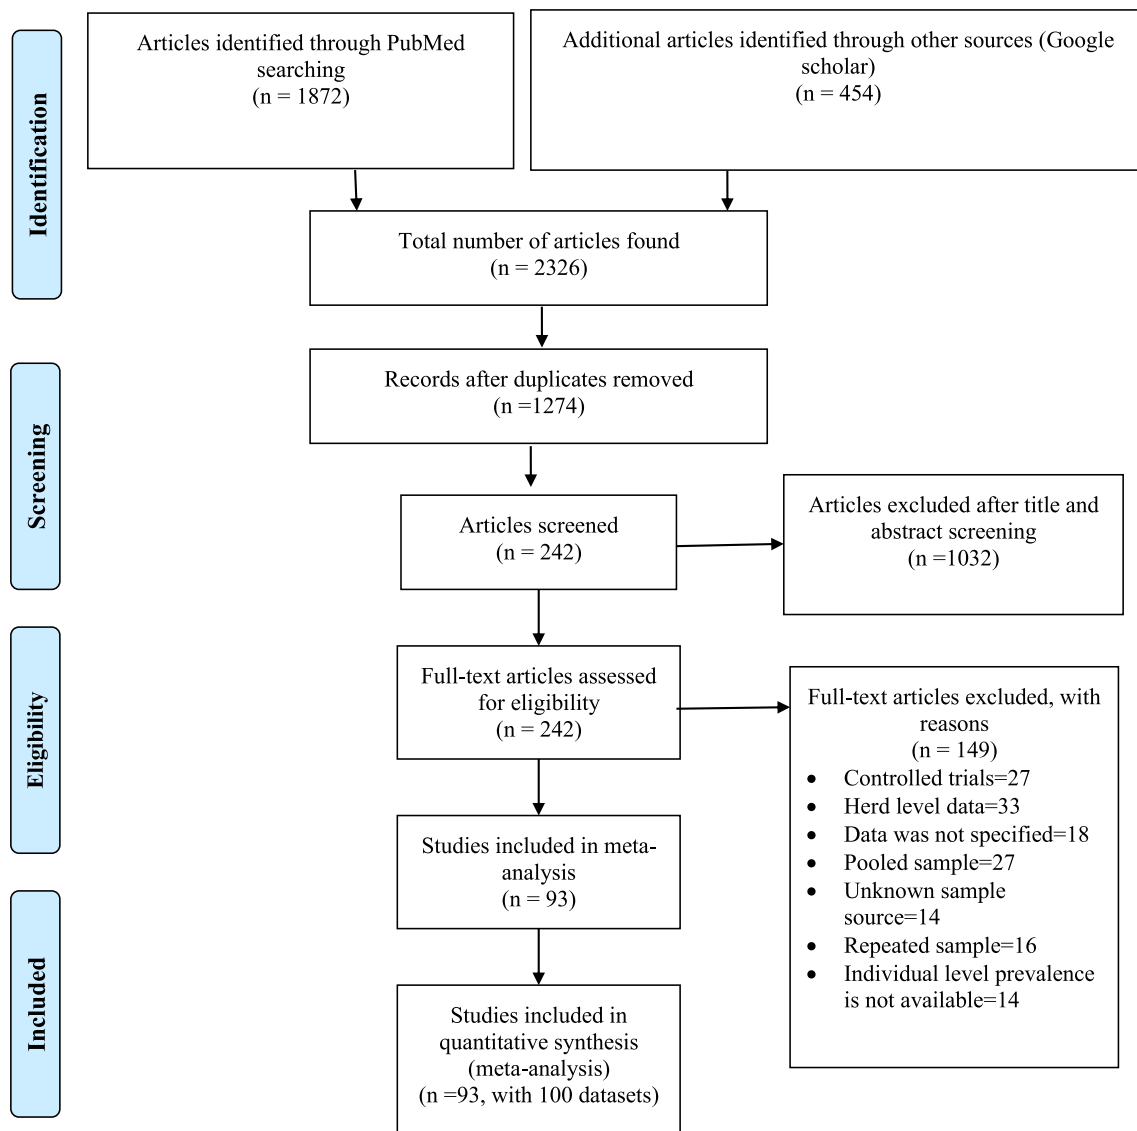 Identification
Articles identified through PubMed
searching
(n = 1872)
Additional articles identified through other sources (Google
scholar)
(n = 454)
Total number of articles found
(n = 2326)
Screening
Records after duplicates removed
(n =1274)
Articles screened
(n = 242)
Articles excluded after title and
abstract screening
(n =1032)
Eligibility
Full-text articles assessed
for eligibility
(n = 242)
Full-text articles excluded, with
reasons
(n = 149)
• Controlled trials=27
• Herd level data=33
• Data was not specified=18
• Pooled sample=27
• Unknown sample
source=14
• Repeated sample=16
• Individual level prevalence
is not available=14
Studies included in meta-
analysis
(n = 93)
Included
Studies included in
quantitative synthesis
(meta-analysis)
(n =93, with 100 datasets)